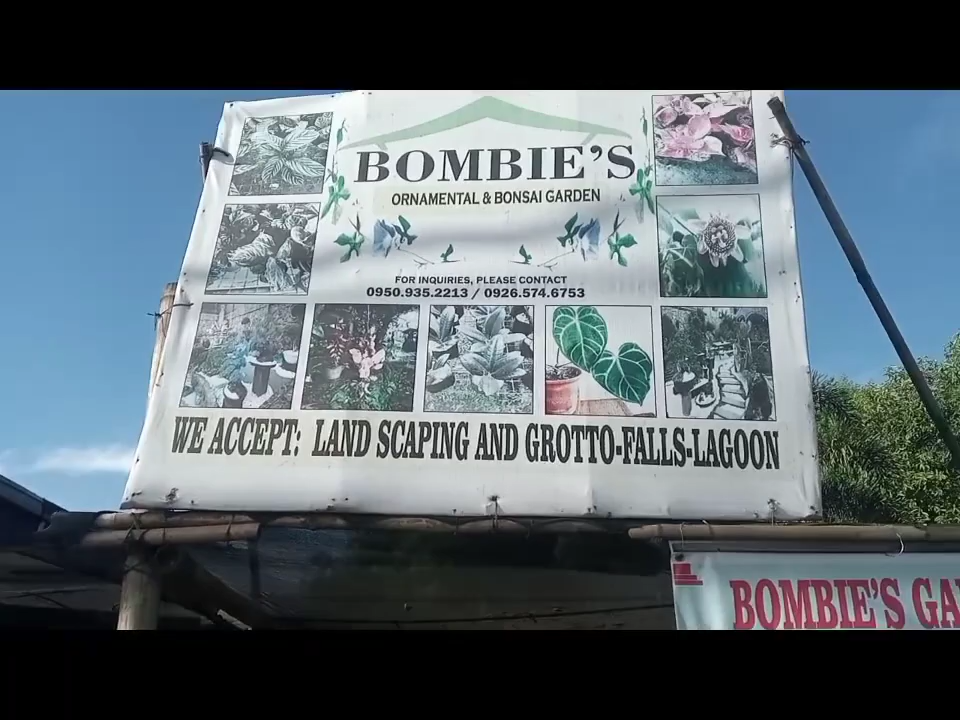 BOMBIE'S
ORNAMENTAL & BONSAI GARDEN
FOR INQUIRIES, PLEASE CONTACT
0950.935.2213 / 0926.574.6753
WE ACCEPT: LAND SCAPING AND GROTTO-FALLS-LAGOON
BOMBIE'S GA